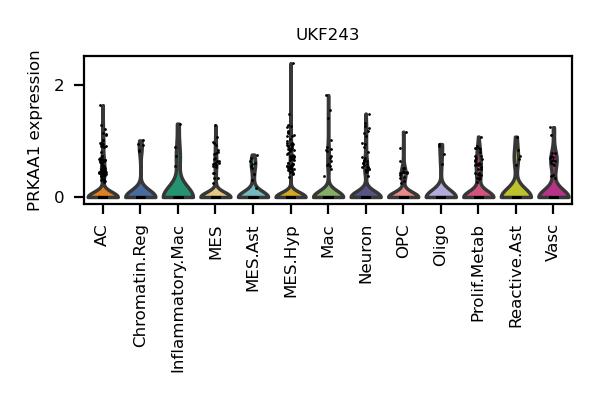 UKF243
PRKAA1 expression
2
0
AC
Chromatin.Reg
Inflammatory.Mac
MES
MES.Ast
MES.Hyp
Mac
Neuron
OPC
Oligo
Prolif.Metab
Reactive.Ast
Vasc